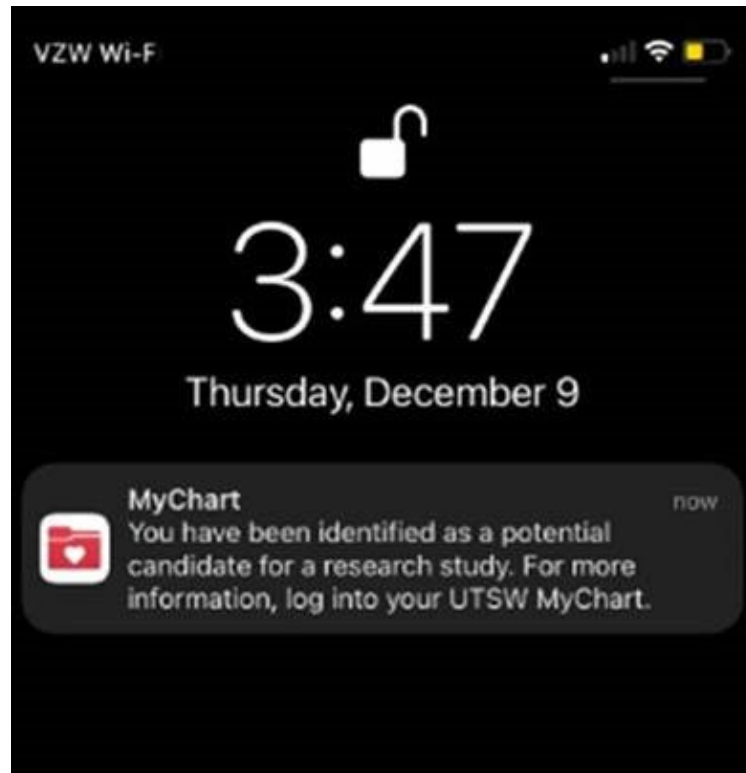 VZW Wi-F
3:47
Thursday, December 9
MyChart now
You have been identified as a potential
candidate for a research study. For more
information, log into your UTSW MyChart.